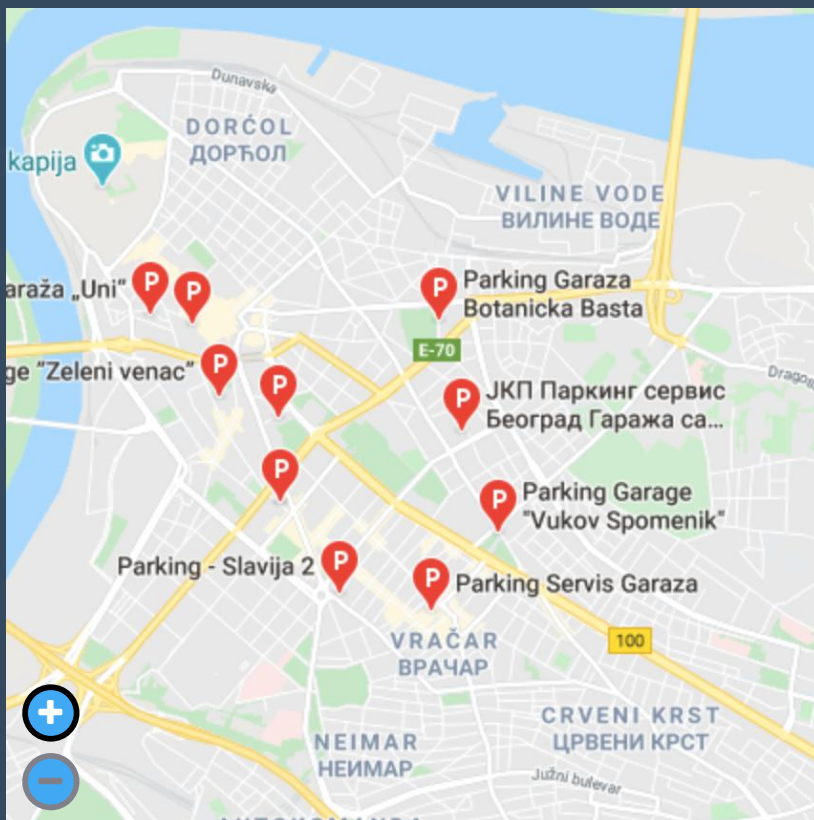 Dunavska
DORĆOL
ДОРЋОЛ
kapija
VILINE VODE
ВИЛИНЕ ВОДЕ
P
araža „Uni“
P
P
Parking Garaza
Botanicka Basta
E-70
ge "Zeleni venac"
P
P
Dragos
P
ЈКП Паркинг сервис
Београд Гаража са...
P
P
Parking Garage
"Vukov Spomenik"
Parking - Slavija 2
P
P
Parking Servis Garaza
VRAČAR
ВРАЧАР
100
CRVENI KRST
ЦРВЕНИ КРСТ
NEIMAR
НЕИМАР
Južni bulevar